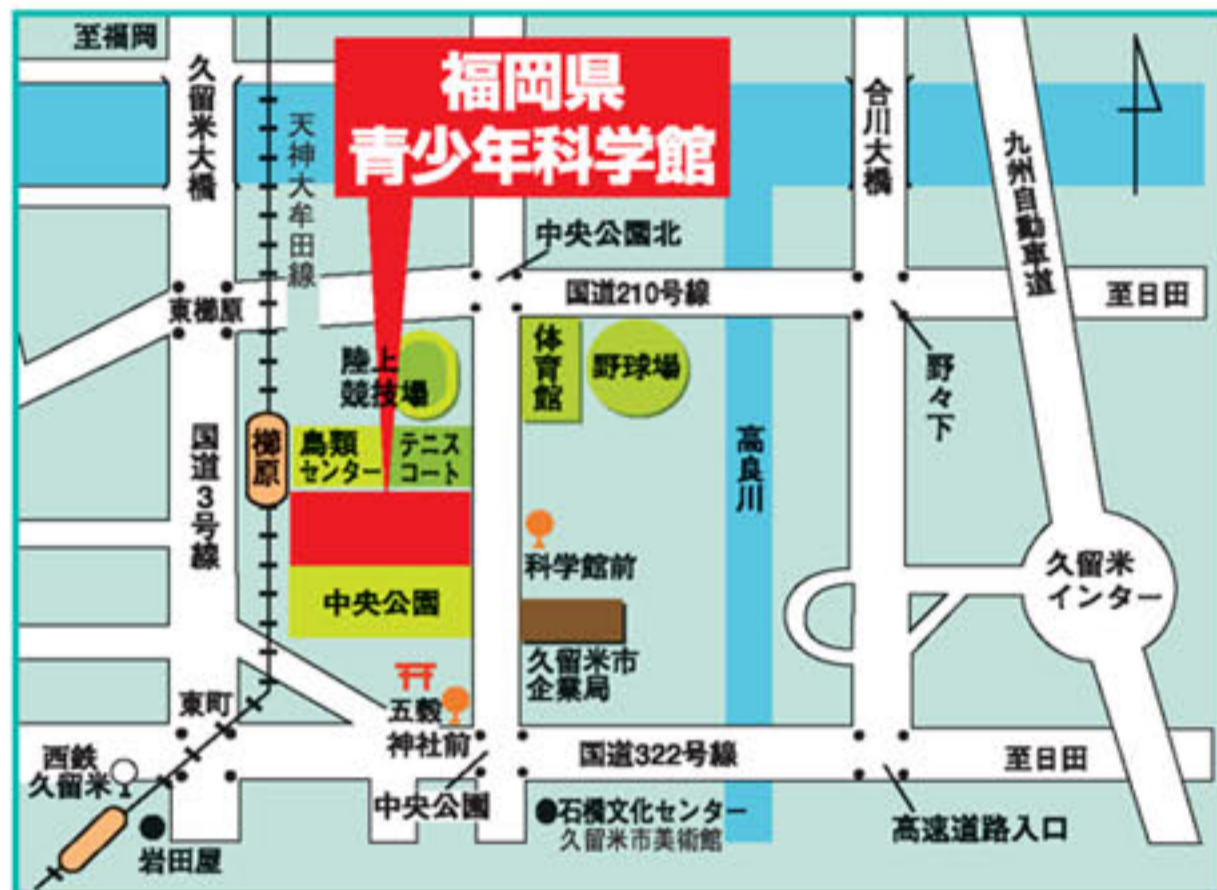 至福岡
久留米大橋
天神大牟田線
福岡県
青少年科学館
合川大橋
九州自動車道
中央公園北
国道210号線
至日田
東櫛原
陸上
競技場
体育館
野球場
野々下
国道3号線
櫛原
鳥類
センター
テニス
コート
高良川
科学館前
久留米
インター
中央公園
久留米市
企業局
東町
五穀
神社前
国道322号線
至日田
西鉄
久留米
中央公園
石橋文化センター
久留米市美術館
高速道路入口
岩田屋